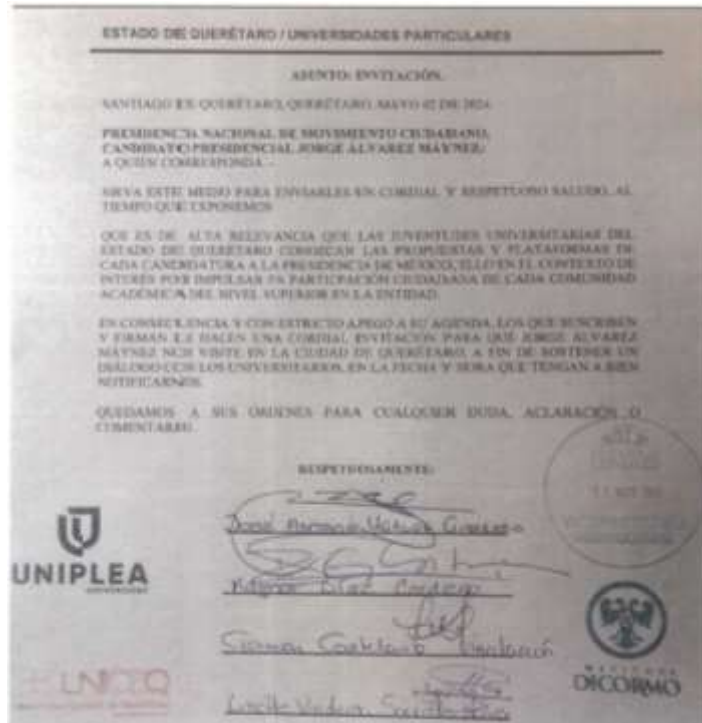 ESTADO DE QUERÉTARO / UNIVERSIDADES PARTICULARES
ASUNTO: INVITACIÓN.
SANTIAGO DE QUERÉTARO, QUERÉTARO, MAYO 02 DE 2024
PRESIDENCIA NACIONAL DE MOVIMIENTO CIUDADANO.
CANDIDATO PRESIDENCIAL JORGE ÁLVAREZ MÁYNEZ.
A QUIEN CORRESPONDA
SIRVA ESTE MEDIO PARA ENVIARLES UN CORDIAL Y RESPETUOSO SALUDO, AL
TIEMPO QUE EXPONEMOS
QUE ES DE ALTA RELEVANCIA QUE LAS JUVENTUDES UNIVERSITARIAS DEL
ESTADO DE QUERÉTARO CONOZCAN LAS PROPUESTAS Y PLATAFORMAS DE
CADA CANDIDATURA A LA PRESIDENCIA DE MÉXICO, ELLO EN EL CONTEXTO DE
INTERÉS POR IMPULSAR LA PARTICIPACIÓN CIUDADANA DE CADA COMUNIDAD
ACADÉMICA DEL NIVEL SUPERIOR EN LA ENTIDAD.
EN CONSECUENCIA Y CON ESTRICTO APEGO A SU AGENDA, LOS QUE SUSCRIBEN
Y FIRMAN LE HACEN UNA CORDIAL INVITACIÓN PARA QUE JORGE ÁLVAREZ
MÁYNEZ NOS VISITE EN LA CIUDAD DE QUERÉTARO, A FIN DE SOSTENER UN
DIÁLOGO CON LOS UNIVERSITARIOS, EN LA FECHA Y HORA QUE TENGAN A BIEN
NOTIFICARNOS.
QUEDAMOS A SUS ÓRDENES PARA CUALQUIER DUDA, ACLARACIÓN O
COMENTARIO.
RESPETUOSAMENTE:
UNIPLEA
DICORMO